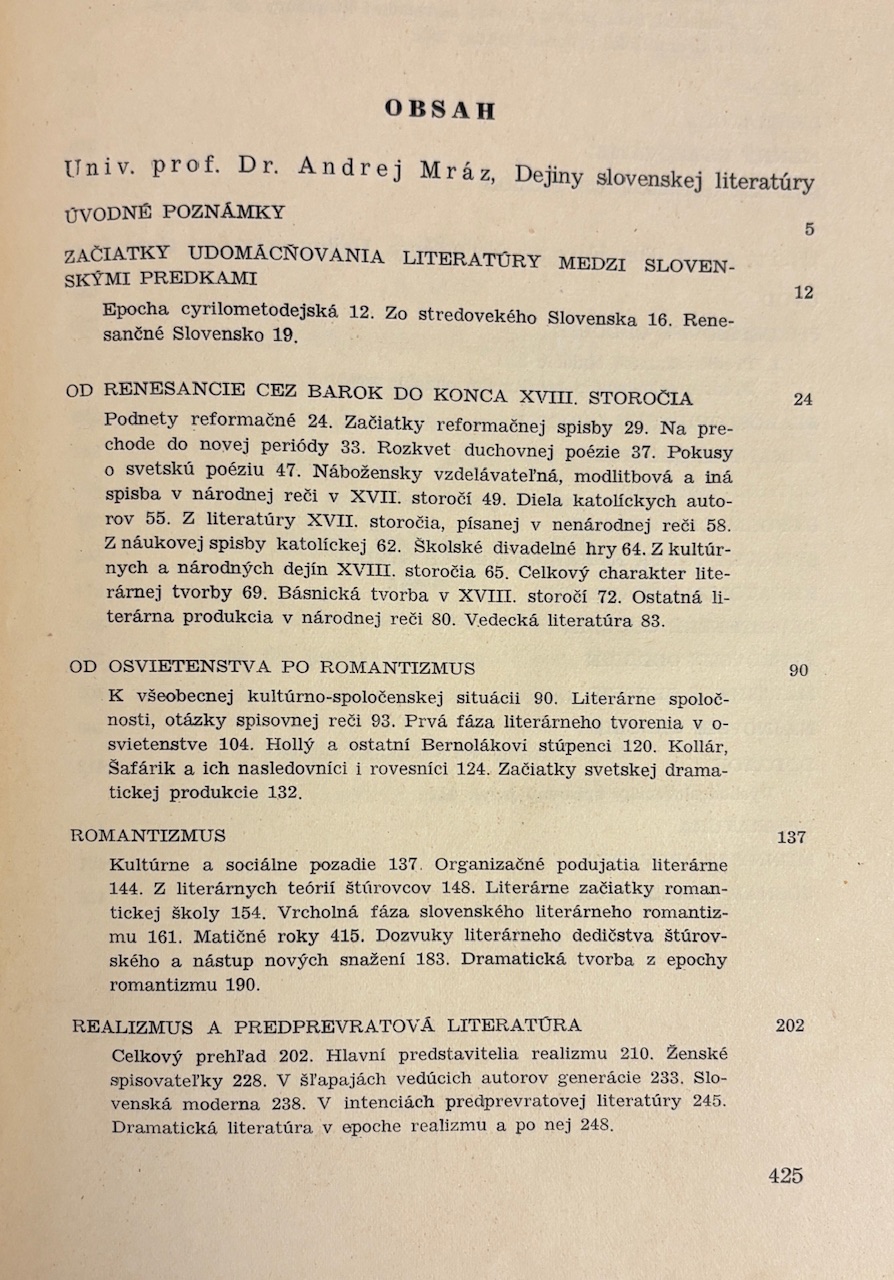 OBSAH
Univ. prof. Dr. Andrej Mráz, Dejiny slovenskej literatúry
ÚVODNÉ POZNÁMKY 5
ZAČIATKY UDOMÁCŇOVANIA LITERATÚRY MEDZI SLOVEN-
SKÝMI PREDKAMI 12
Epocha cyrilometodejská 12. Zo stredovekého Slovenska 16. Rene-
sančné Slovensko 19.
OD RENESANCIE CEZ BAROK DO KONCA XVIII. STOROČIA 24
Podnety reformačné 24. Začiatky reformačnej spisby 29. Na pre-
chode do novej periódy 33. Rozkvet duchovnej poézie 37. Pokusy
o svetskú poéziu 47. Nábožensky vzdelávateľná, modlitbová a iná
spisba v národnej reči v XVII. storočí 49. Diela katolíckych auto-
rov 55. Z literatúry XVII. storočia, písanej v nenárodnej reči 58.
Z náukovej spisby katolíckej 62. Školské divadelné hry 64. Z kultúr-
nych a národných dejín XVIII. storočia 65. Celkový charakter lite-
rárnej tvorby 69. Básnická tvorba v XVIII. storočí 72. Ostatná li-
terárna produkcia v národnej reči 80. Vedecká literatúra 83.
OD OSVIETENSTVA PO ROMANTIZMUS 90
K všeobecnej kultúrno-spoločenskej situácii 90. Literárne spoloč-
nosti, otázky spisovnej reči 93. Prvá fáza literárneho tvorenia v o-
svietenstve 104. Hollý a ostatní Bernolákovi stúpenci 120. Kollár,
Šafárik a ich nasledovníci i rovesníci 124. Začiatky svetskej drama-
tickej produkcie 132.
ROMANTIZMUS 137
Kultúrne a sociálne pozadie 137. Organizačné podujatia literárne
144. Z literárnych teórií štúrovcov 148. Literárne začiatky roman-
tickej školy 154. Vrcholná fáza slovenského literárneho romantiz-
mu 161. Matičné roky 415. Dozvuky literárneho dedičstva štúrov-
ského a nástup nových snažení 183. Dramatická tvorba z epochy
romantizmu 190.
REALIZMUS A PREDPREVRATOVÁ LITERATÚRA 202
Celkový prehľad 202. Hlavní predstavitelia realizmu 210. Ženské
spisovateľky 228. V šľapajách vedúcich autorov generácie 233. Slo-
venská moderna 238. V intenciách predprevratovej literatúry 245.
Dramatická literatúra v epoche realizmu a po nej 248.
425